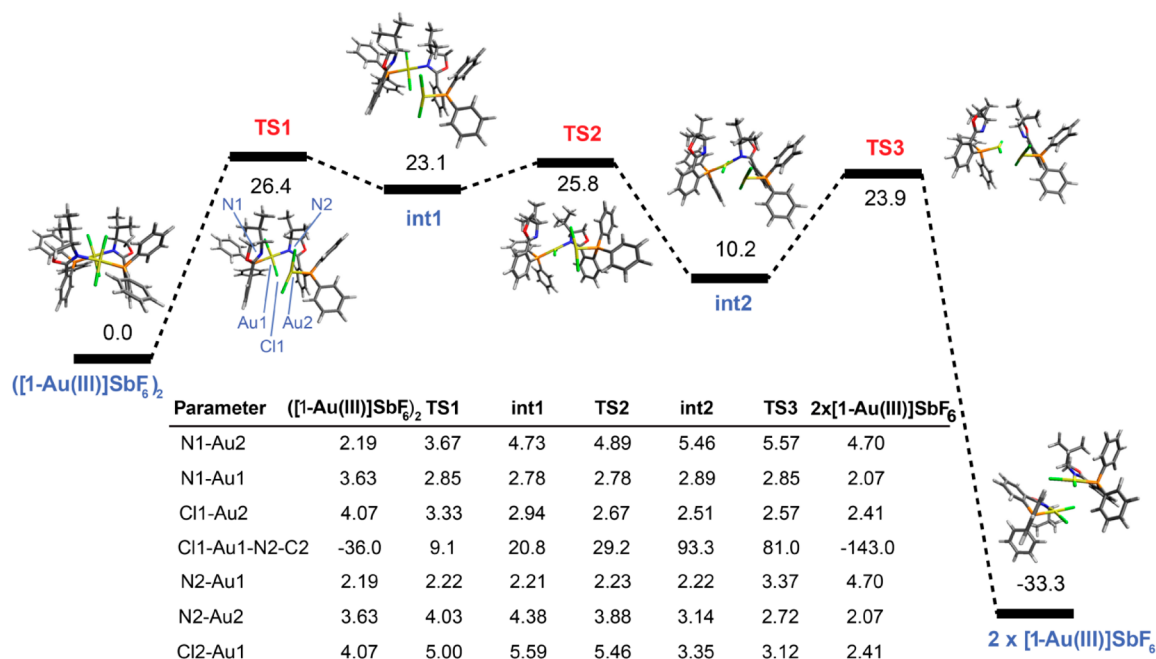 TS1
26.4
23.1
int1
TS2
25.8
10.2
int2
TS3
23.9
N1
N2
Au1
Cl1
Au2
0.0
([1-Au(III)]SbF6)2
-33.3
2 x [1-Au(III)]SbF6
Parameter ([1-Au(III)]SbF6)2 TS1 int1 TS2 int2 TS3 2x[1-Au(III)]SbF6
N1-Au2 2.19 3.67 4.73 4.89 5.46 5.57 4.70
N1-Au1 3.63 2.85 2.78 2.78 2.89 2.85 2.07
Cl1-Au2 4.07 3.33 2.94 2.67 2.51 2.57 2.41
Cl1-Au1-N2-C2 -36.0 9.1 20.8 29.2 93.3 81.0 -143.0
N2-Au1 2.19 2.22 2.21 2.23 2.22 3.37 4.70
N2-Au2 3.63 4.03 4.38 3.88 3.14 2.72 2.07
Cl2-Au1 4.07 5.00 5.59 5.46 3.35 3.12 2.41